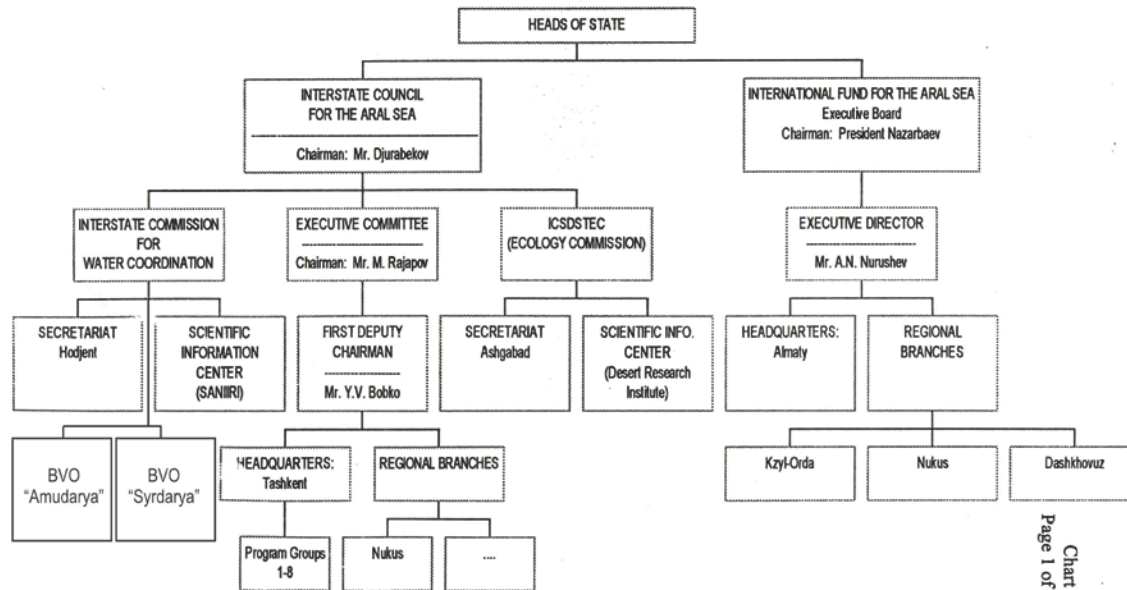 HEADS OF STATE
INTERSTATE COUNCIL
FOR THE ARAL SEA
Chairman: Mr. Djurabekov
INTERNATIONAL FUND FOR THE ARAL SEA
Executive Board
Chairman: President Nazarbaev
INTERSTATE COMMISSION
FOR
WATER COORDINATION
EXECUTIVE COMMITTEE
Chairman: Mr. M. Rajapov
ICSDSTEC
(ECOLOGY COMMISSION)
EXECUTIVE DIRECTOR
Mr. A.N. Nurushev
SECRETARIAT
Hodjent
SCIENTIFIC
INFORMATION
CENTER
(SANIIRI)
FIRST DEPUTY
CHAIRMAN
Mr. Y.V. Bobko
SECRETARIAT
Ashgabad
SCIENTIFIC INFO.
CENTER
(Desert Research
Institute)
HEADQUARTERS:
Almaty
REGIONAL
BRANCHES
BVO
“Amudarya”
BVO
“Syrdarya”
HEADQUARTERS:
Tashkent
REGIONAL BRANCHES
Kzyl-Orda
Nukus
Dashkhovuz
Program Groups
1-8
Nukus
....
Chart
Page 1 of